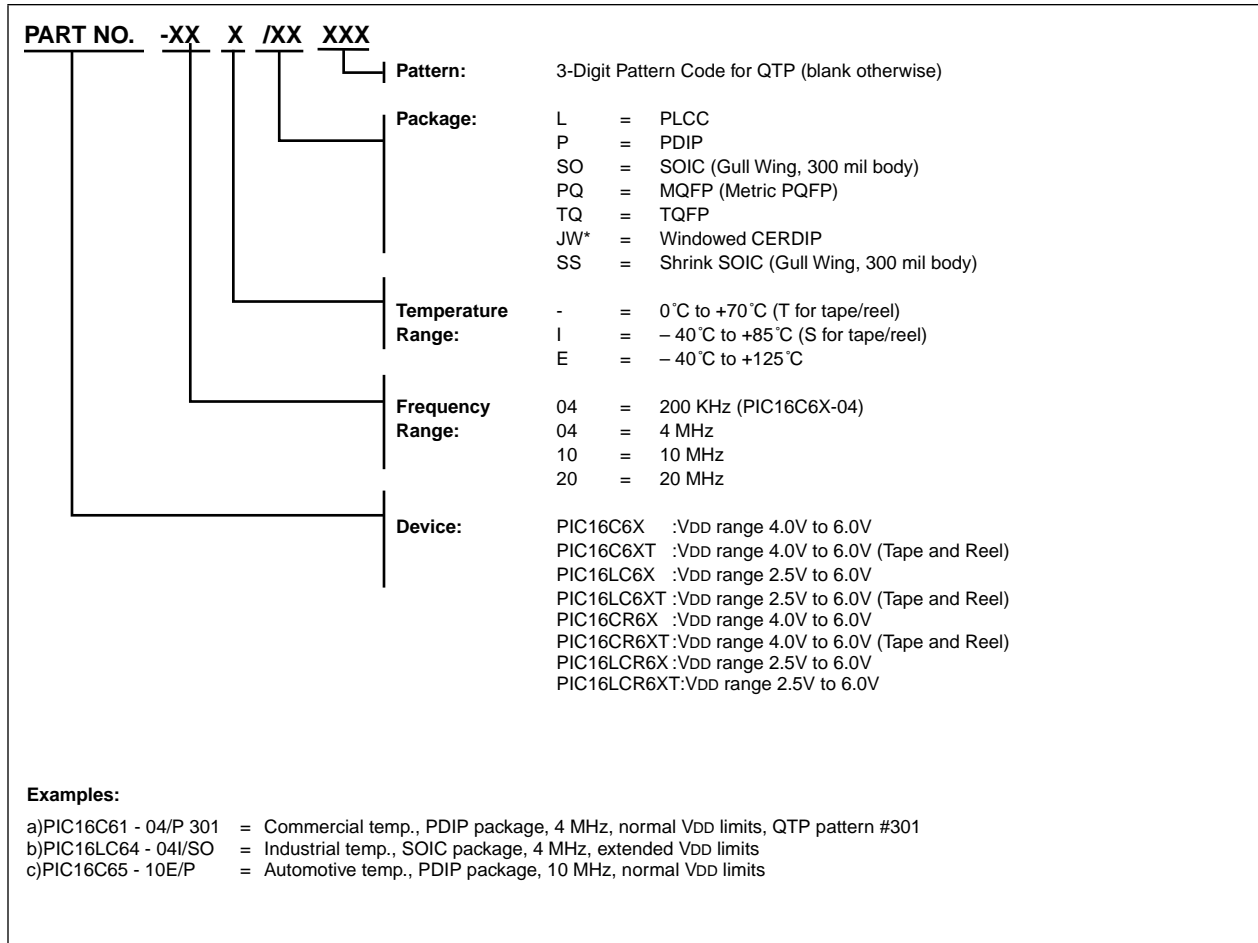 PART NO. -XX X /XX XXX
Pattern: 3-Digit Pattern Code for QTP (blank otherwise)
Package: L = PLCC
P = PDIP
SO = SOIC (Gull Wing, 300 mil body)
PQ = MQFP (Metric PQFP)
TQ = TQFP
JW* = Windowed CERDIP
SS = Shrink SOIC (Gull Wing, 300 mil body)
Temperature - = 0˚C to +70˚C (T for tape/reel)
Range: I = – 40˚C to +85˚C (S for tape/reel)
E = – 40˚C to +125˚C
Frequency 04 = 200 KHz (PIC16C6X-04)
Range: 04 = 4 MHz
10 = 10 MHz
20 = 20 MHz
Device: PIC16C6X :VDD range 4.0V to 6.0V
PIC16C6XT :VDD range 4.0V to 6.0V (Tape and Reel)
PIC16LC6X :VDD range 2.5V to 6.0V
PIC16LC6XT :VDD range 2.5V to 6.0V (Tape and Reel)
PIC16CR6X :VDD range 4.0V to 6.0V
PIC16CR6XT :VDD range 4.0V to 6.0V (Tape and Reel)
PIC16LCR6X :VDD range 2.5V to 6.0V
PIC16LCR6XT:VDD range 2.5V to 6.0V
Examples:
a)PIC16C61 - 04/P 301 = Commercial temp., PDIP package, 4 MHz, normal VDD limits, QTP pattern #301
b)PIC16LC64 - 04I/SO = Industrial temp., SOIC package, 4 MHz, extended VDD limits
c)PIC16C65 - 10E/P = Automotive temp., PDIP package, 10 MHz, normal VDD limits